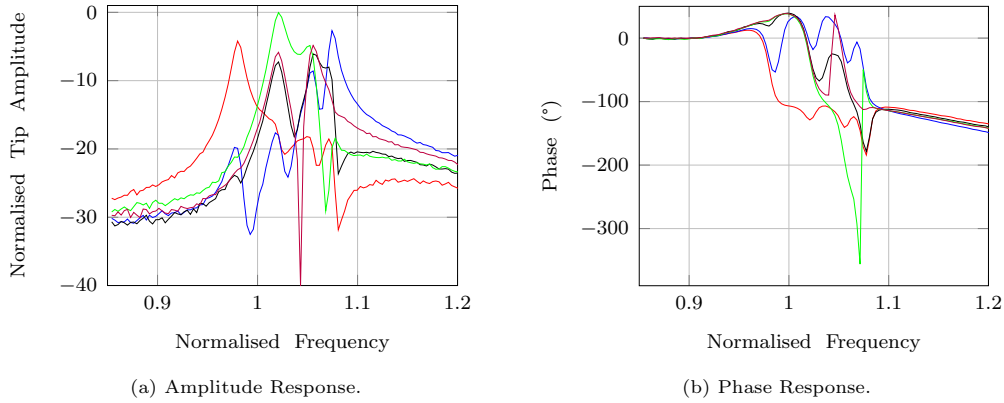 Normalised Tip Amplitude
0
−10
−20
−30
−40
0.9
1
1.1
1.2
Normalised Frequency
(a) Amplitude Response.
Phase (°)
0
−100
−200
−300
0.9
1
1.1
1.2
Normalised Frequency
(b) Phase Response.